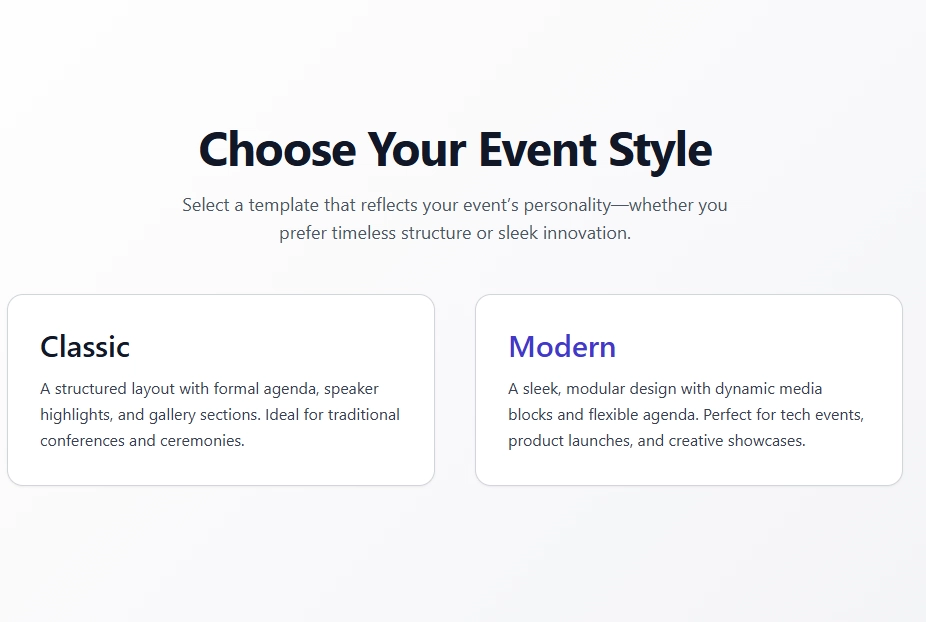 Choose Your Event Style
Select a template that reflects your event’s personality—whether you
prefer timeless structure or sleek innovation.
Classic
A structured layout with formal agenda, speaker
highlights, and gallery sections. Ideal for traditional
conferences and ceremonies.
Modern
A sleek, modular design with dynamic media
blocks and flexible agenda. Perfect for tech events,
product launches, and creative showcases.